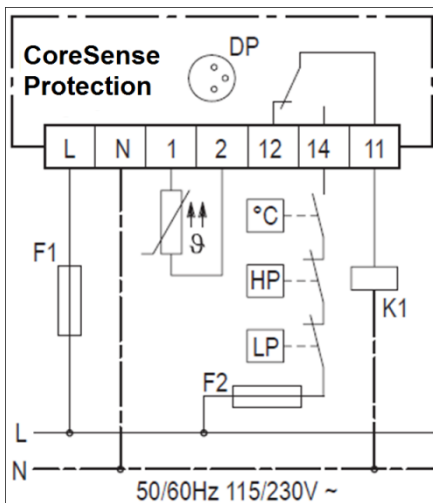 CoreSense
Protection
DP
L N 1 2 12 14 11
°C
F1
ϑ
HP
K1
LP
F2
L
N
50/60Hz 115/230V ~